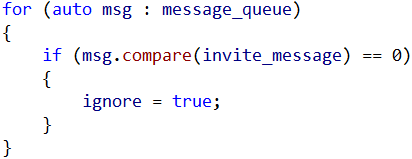 for (auto msg : message_queue)
{
    if (msg.compare(invite_message) == 0)
    {
        ignore = true;
    }
}